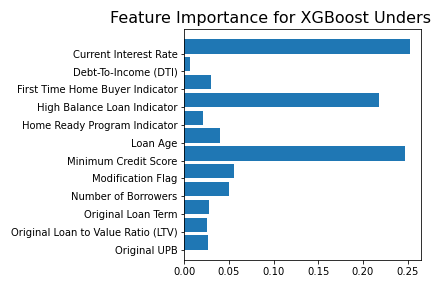 Feature Importance for XGBoost Unders
Current Interest Rate
Debt-To-Income (DTI)
First Time Home Buyer Indicator
High Balance Loan Indicator
Home Ready Program Indicator
Loan Age
Minimum Credit Score
Modification Flag
Number of Borrowers
Original Loan Term
Original Loan to Value Ratio (LTV)
Original UPB
0.00 0.05 0.10 0.15 0.20 0.25